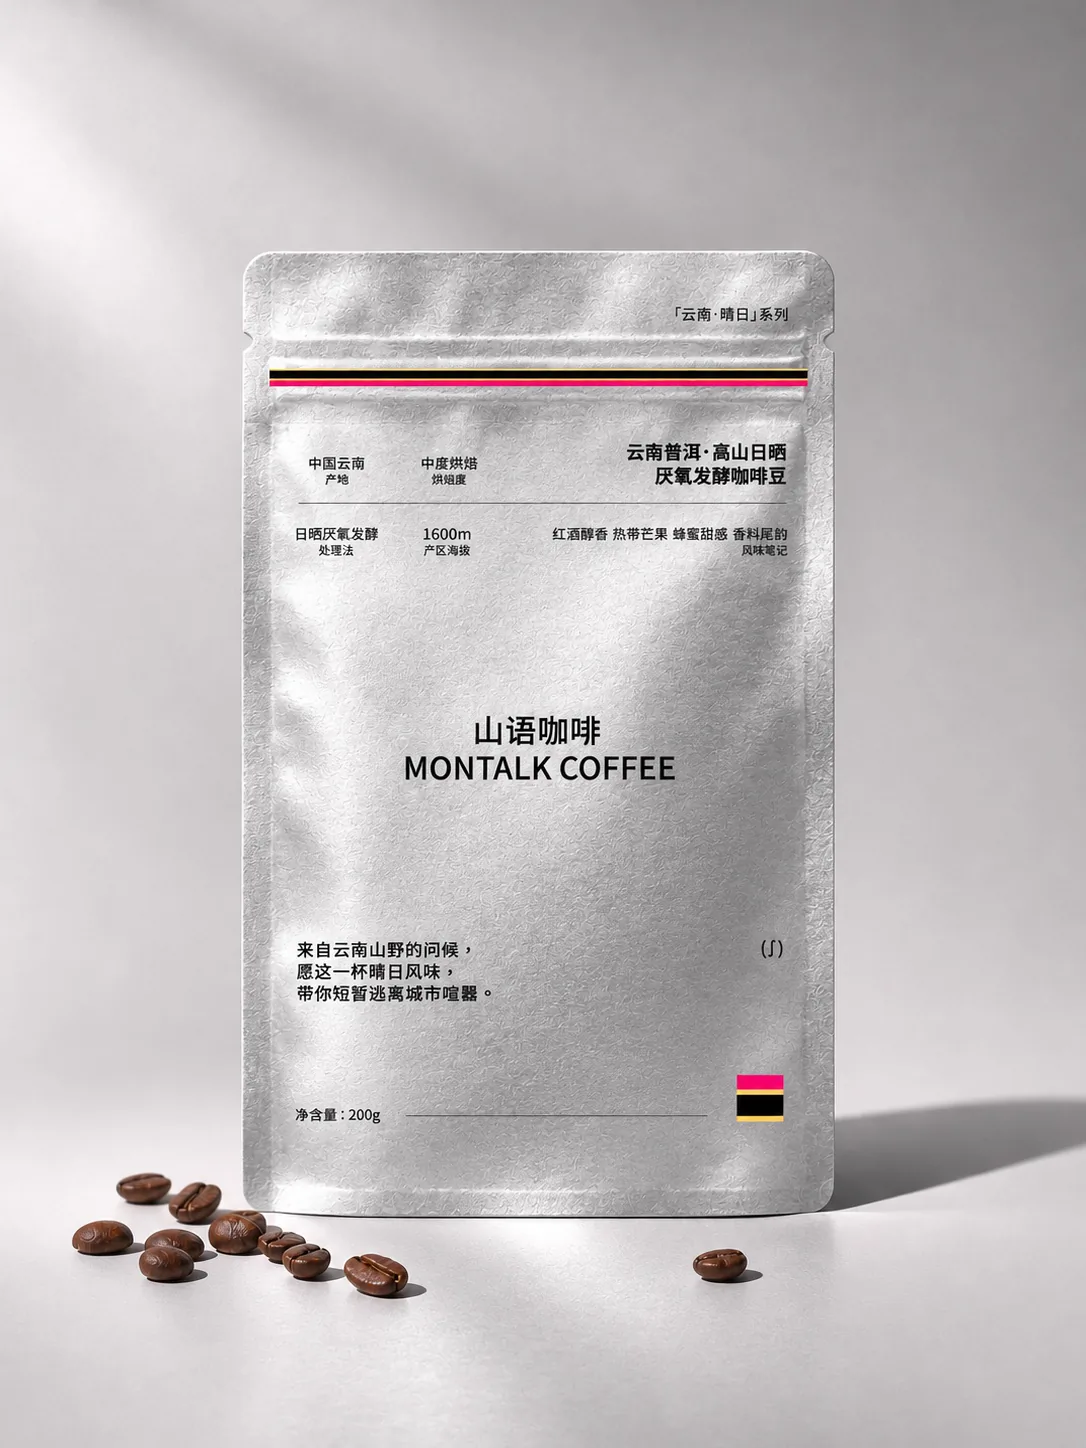 「云南·晴日」系列
中国云南
产地
中度烘焙
烘焙度
云南普洱·高山日晒
厌氧发酵咖啡豆
日晒厌氧发酵
处理法
1600m
产区海拔
红酒醇香 热带芒果 蜂蜜甜感 香料尾韵
风味笔记
山语咖啡
MONTALK COFFEE
来自云南山野的问候，
愿这一杯晴日风味，
带你短暂逃离城市喧嚣。
(∫)
净含量：200g